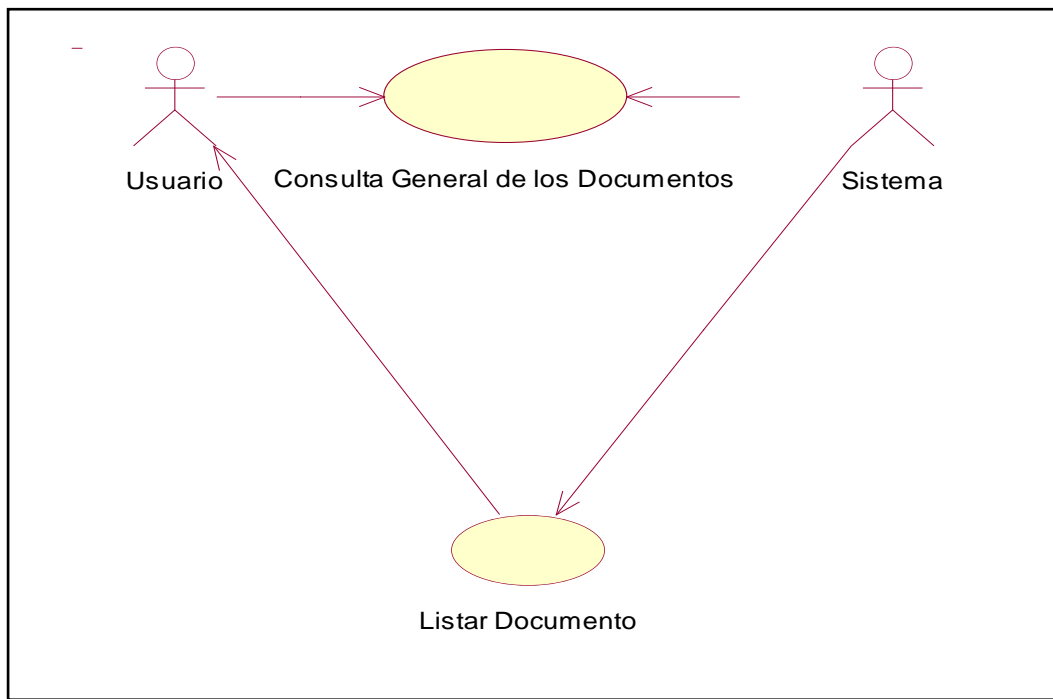 Usuario
Consulta General de los Documentos
Sistema
Listar Documento